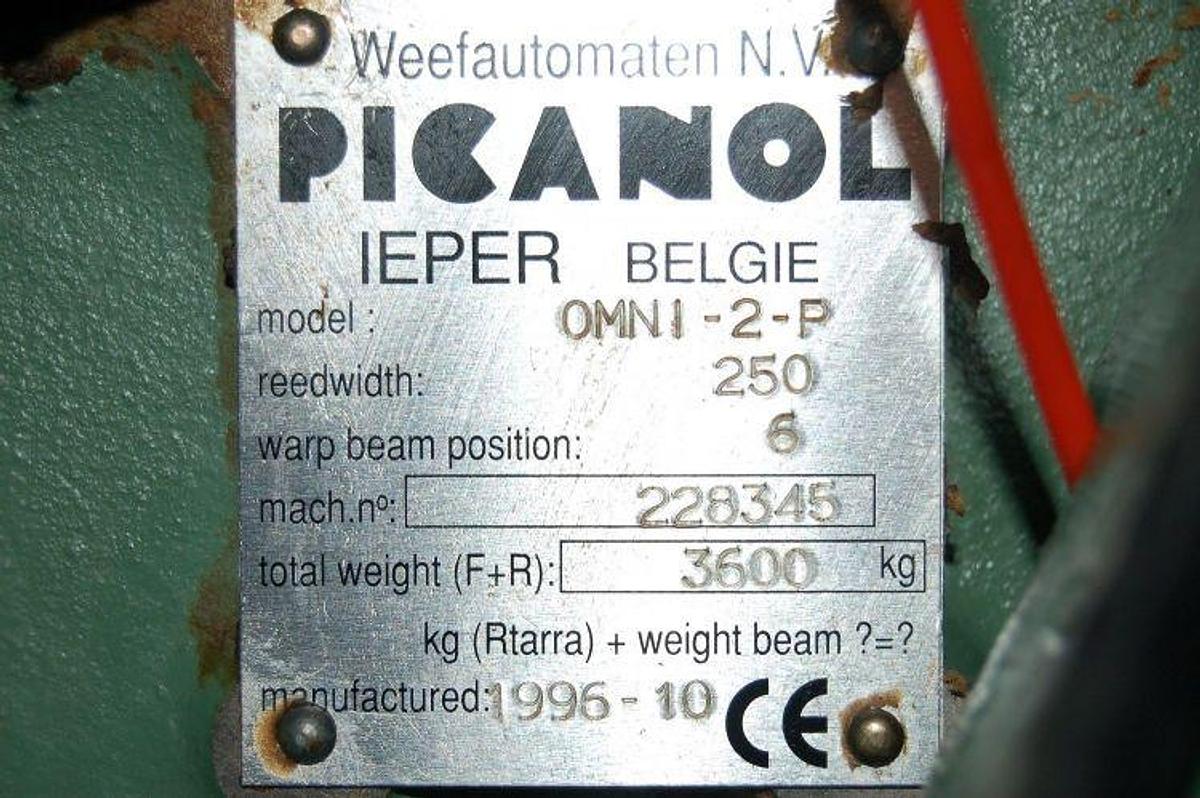 Weefautomaten N.V.
PICANOL
IEPER BELGIE
model : OMNI-2-P
reedwidth: 250
warp beam position: 6
mach.nº: 228345
total weight (F+R): 3600 kg
kg (Rtarra) + weight beam ?=?
manufactured: 1996-10 CE